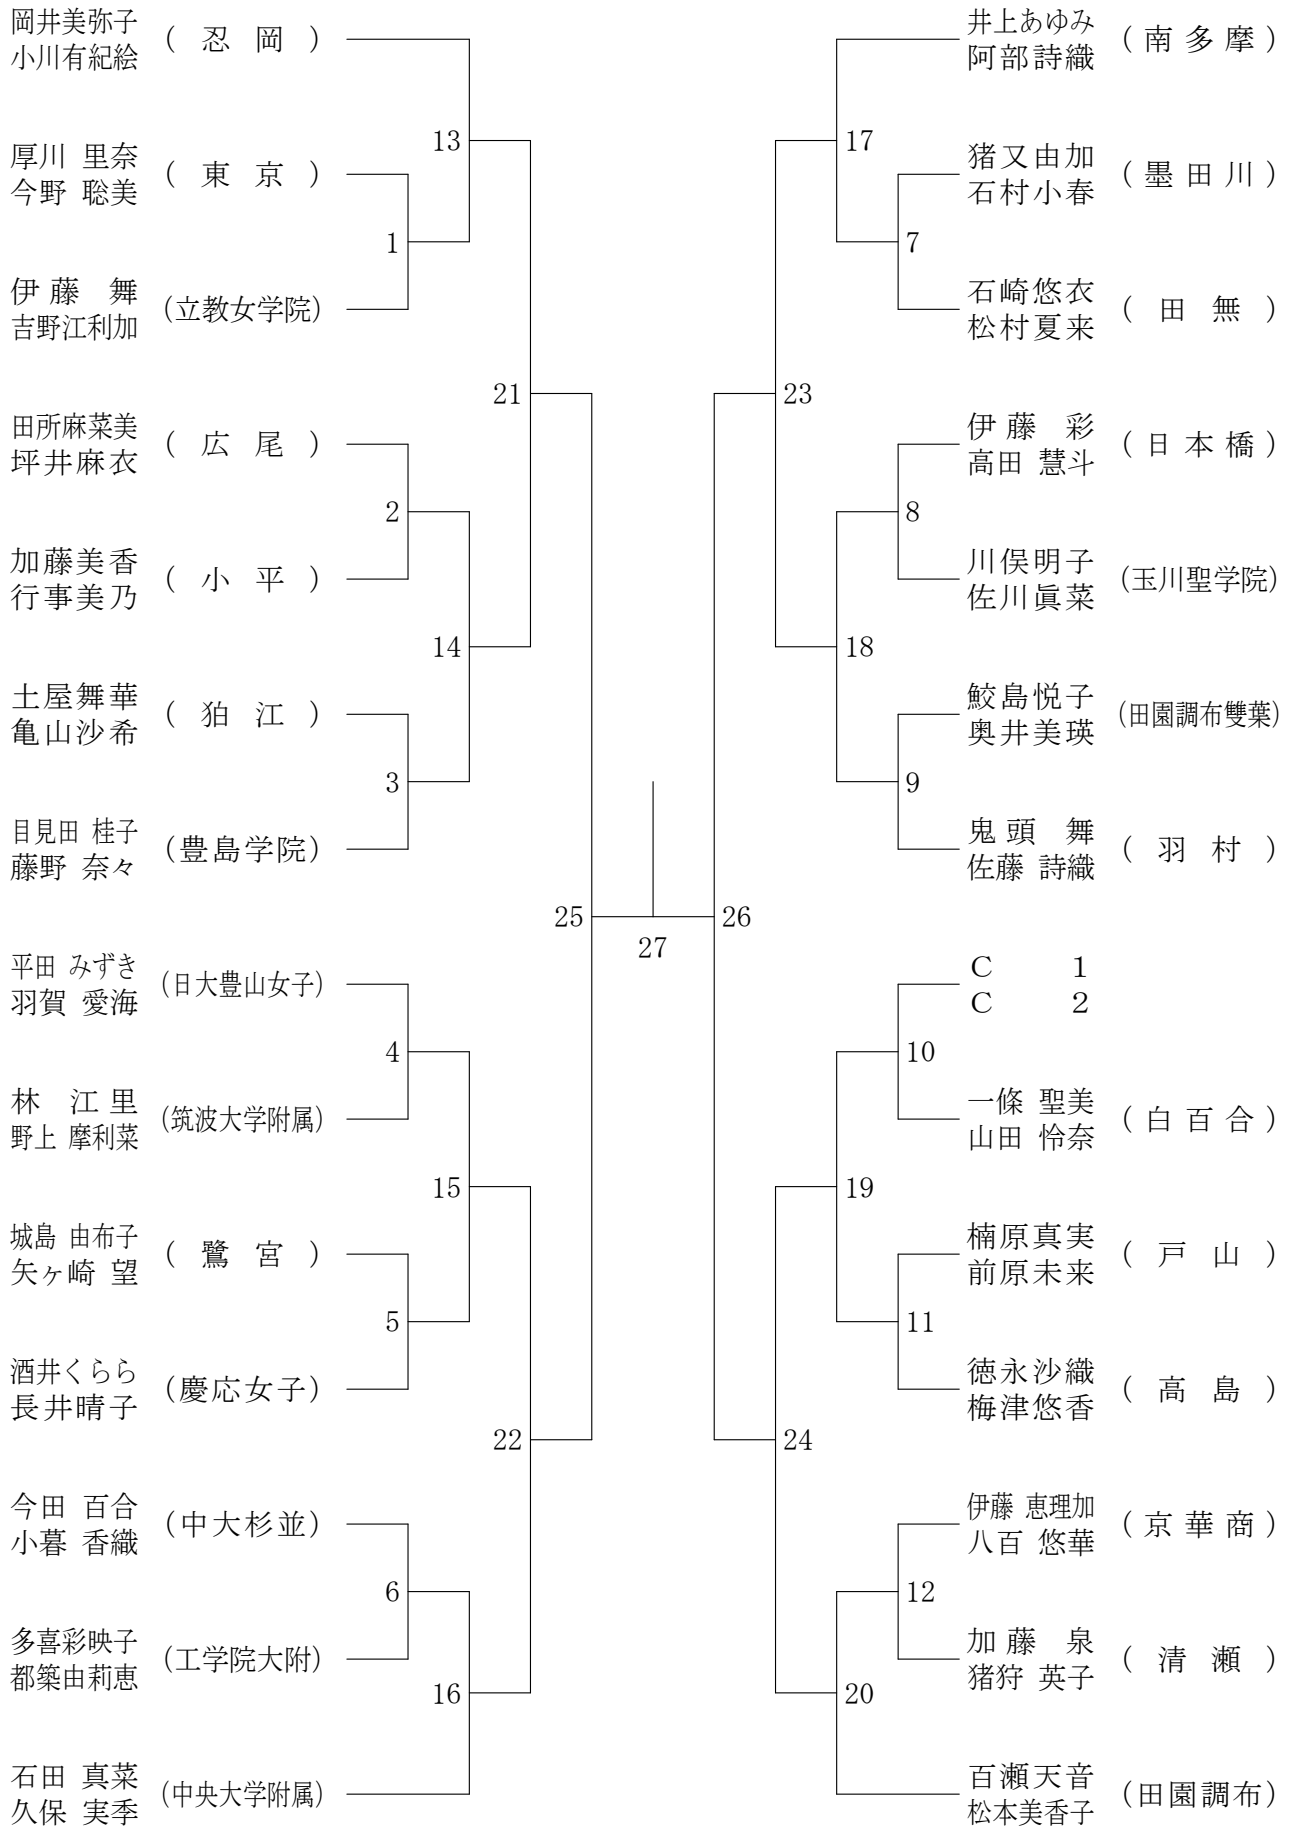 岡井美弥子
小川有紀絵
( 忍 岡 )
厚川 里奈
今野 聡美
( 東 京 )
伊藤 舞
吉野江利加
(立教女学院)
田所麻菜美
坪井麻衣
( 広 尾 )
加藤美香
行事美乃
( 小 平 )
土屋舞華
亀山沙希
( 狛 江 )
目見田 桂子
藤野 奈々
(豊島学院)
平田 みずき
羽賀 愛海
(日大豊山女子)
林 江里
野上 摩利菜
(筑波大学附属)
城島 由布子
矢ヶ崎 望
( 鷺 宮 )
酒井くらら
長井晴子
(慶応女子)
今田 百合
小暮 香織
(中大杉並)
多喜彩映子
都築由莉恵
(工学院大附)
石田 真菜
久保 実季
(中央大学附属)
13
1
21
2
14
3
25
4
15
5
22
6
16
27
17
7
23
8
18
9
26
10
19
11
24
12
20
井上あゆみ
阿部詩織
(南多摩)
猪又由加
石村小春
(墨田川)
石崎悠衣
松村夏来
( 田 無 )
伊藤 彩
高田 慧斗
(日本橋)
川俣明子
佐川眞菜
(玉川聖学院)
鮫島悦子
奥井美瑛
(田園調布雙葉)
鬼頭 舞
佐藤 詩織
( 羽 村 )
C 1
C 2
一條 聖美
山田 怜奈
(白百合)
楠原真実
前原未来
( 戸 山 )
徳永沙織
梅津悠香
( 高 島 )
伊藤 恵理加
八百 悠華
(京華商)
加藤 泉
猪狩 英子
( 清 瀬 )
百瀬天音
松本美香子
(田園調布)